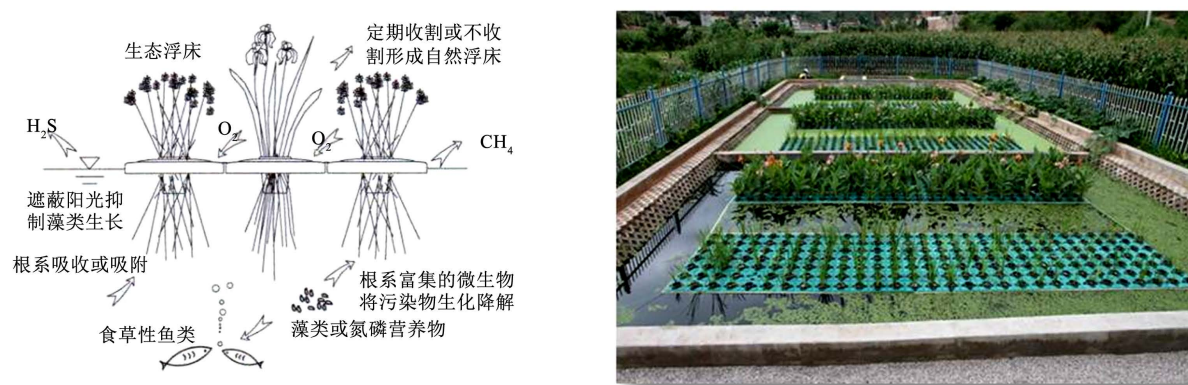 生态浮床
定期收割或不收
割形成自然浮床
H₂S
O₂
O₂
CH₄
遮蔽阳光抑
制藻类生长
根系吸收或吸附
根系富集的微生物
将污染物生化降解
食草性鱼类
藻类或氮磷营养物